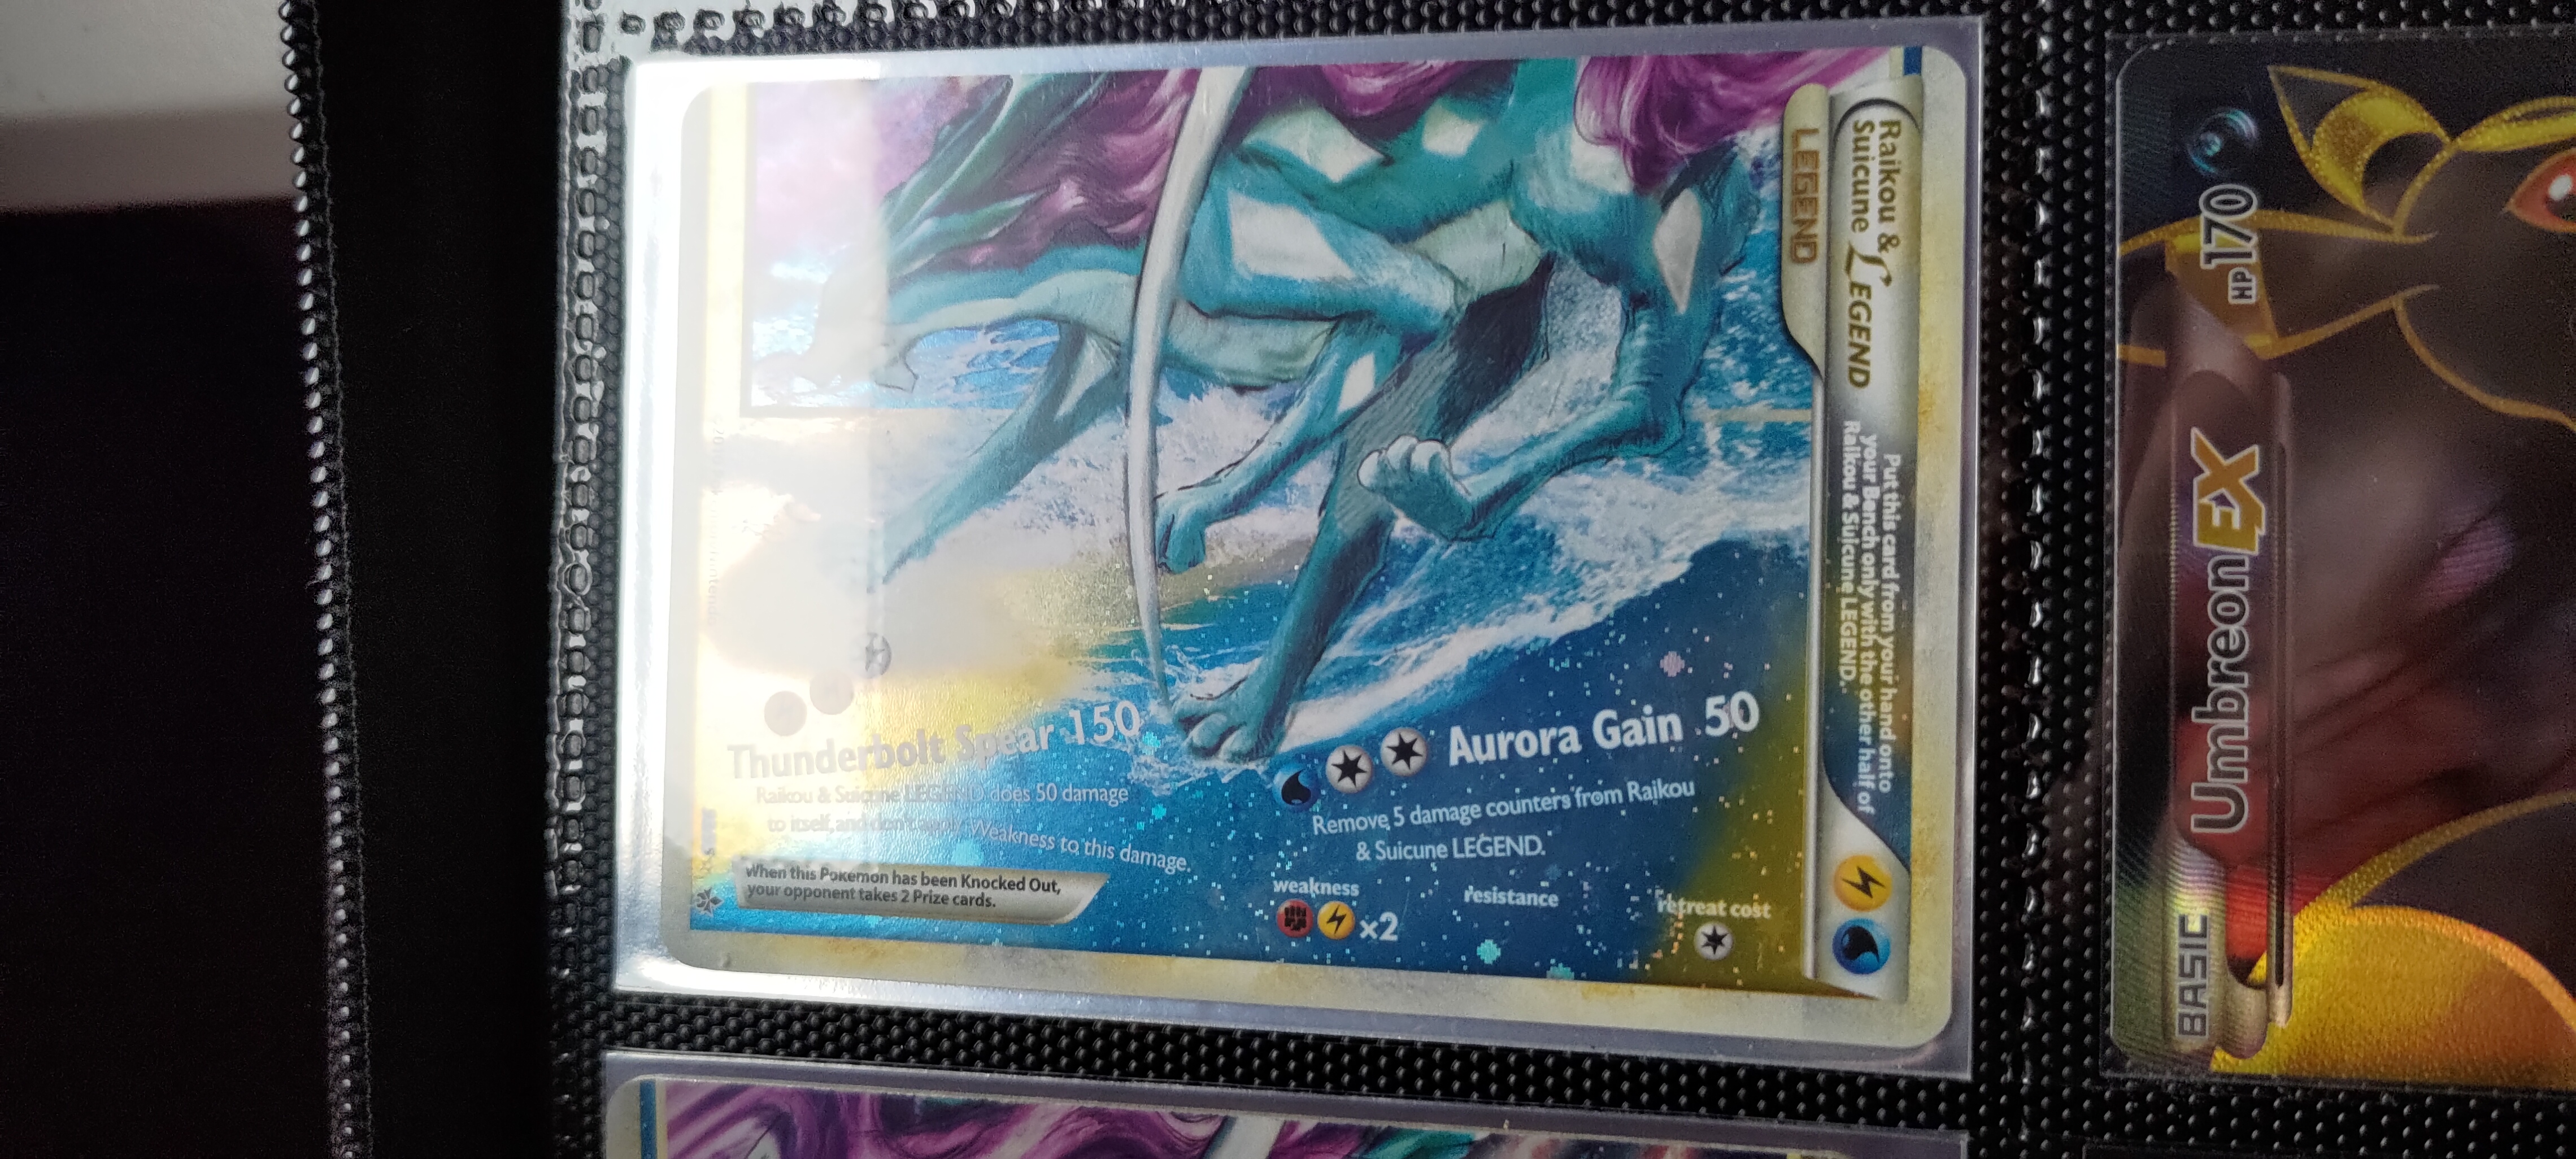 BASIC
Umbreon EX
HP 170
Raikou &
Suicune LEGEND
LEGEND
Put this card from your hand onto
your Bench only with the other half of
Raikou & Suicune LEGEND.
Thunderbolt Spear 150
Raikou & Suicune LEGEND does 50 damage
to itself, and don't apply Weakness to this damage.
Aurora Gain 50
Remove 5 damage counters from Raikou
& Suicune LEGEND.
weakness
×2
resistance
retreat cost
When this Pokémon has been Knocked Out,
your opponent takes 2 Prize cards.